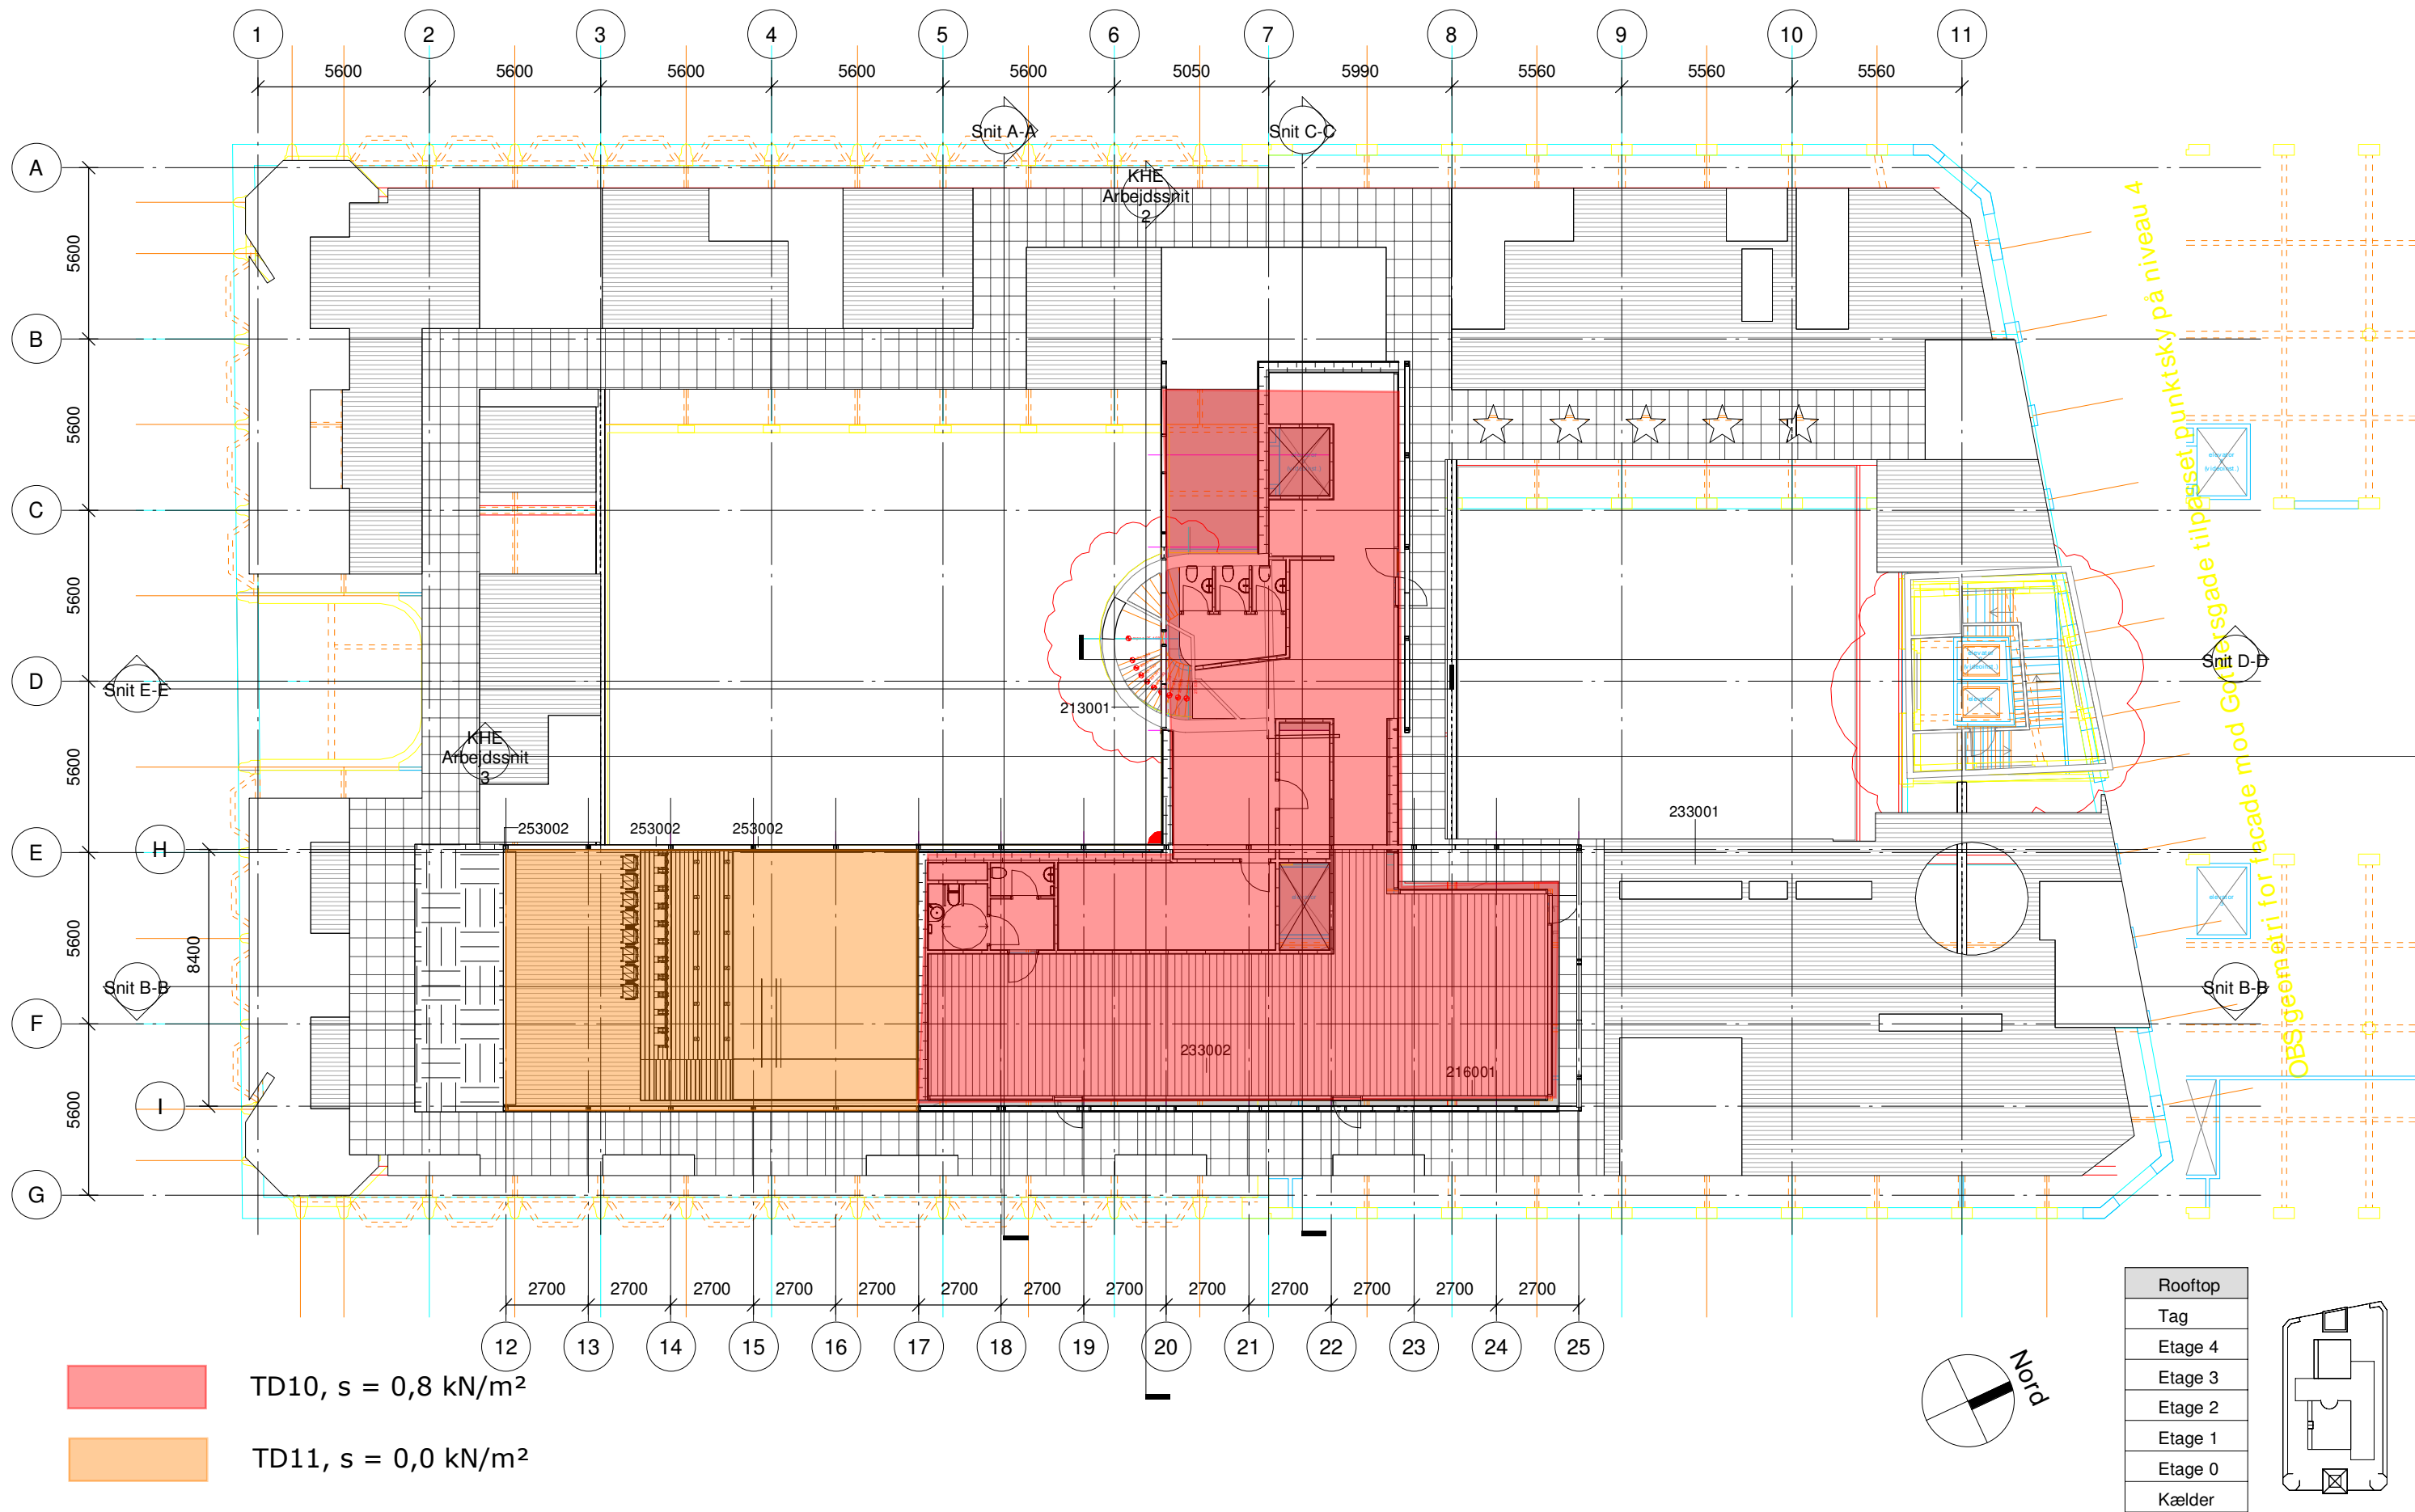 1 2 3 4 5 6 7 8 9 10 11
5600 5600 5600 5600 5600 5050 5990 5560 5560 5560
Snit A-A
Snit C-C
KHE
Arbejdssnit
2
A
B
C
D
E
F
G
5600
5600
5600
5600
5600
5600
H
I
8400
Snit E-E
Snit B-B
KHE
Arbejdssnit
3
213001
253002
253002
253002
233001
233002
216001
Snit D-D
Snit B-B
OBS geometri for facade mod Gothersgade tilpasset punktsky på niveau 4
elevator
elevator
2700 2700 2700 2700 2700 2700 2700 2700 2700 2700 2700 2700 2700
12 13 14 15 16 17 18 19 20 21 22 23 24 25
TD10, s = 0,8 kN/m²
TD11, s = 0,0 kN/m²
Nord
Rooftop
Tag
Etage 4
Etage 3
Etage 2
Etage 1
Etage 0
Kælder